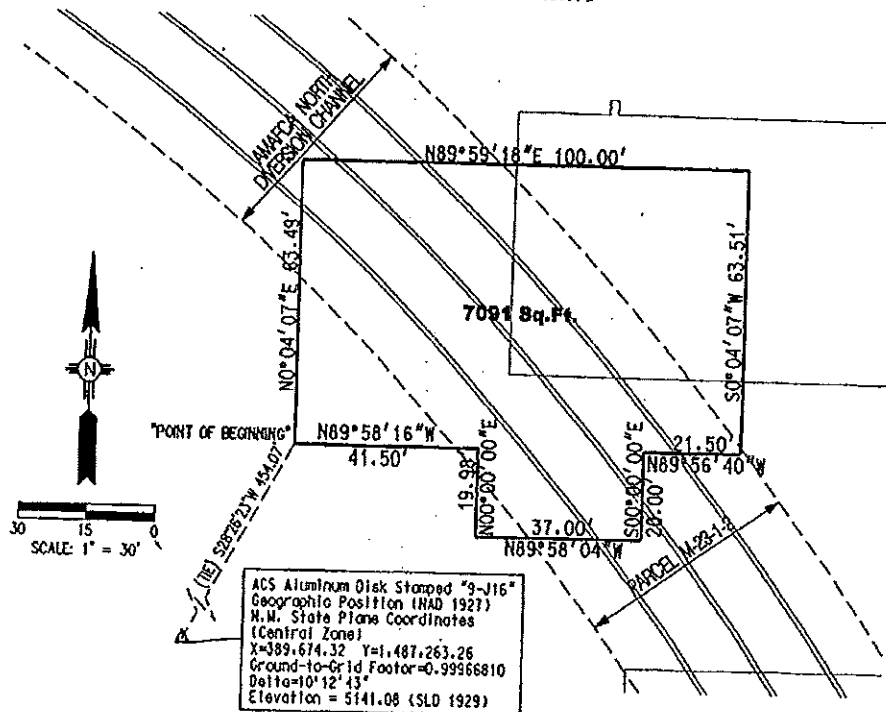 AMAFCA NORTH
DIVERSION CHANNEL
N89°59'18"E 100.00'
N0°04'07"E 63.49'
7091 Sq.Ft.
S0°04'07"W 63.51'
N
"POINT OF BEGINNING"
N89°58'16"W
41.50'
19.98'
N00°00'00"E
37.00'
N89°58'04"W
S00°00'00"E
20.00'
21.50'
N89°56'40"W
(TIE) S28°26'23"W 454.07'
PARCEL M-23-1-2
30 15 0
SCALE: 1" = 30'
ACS Aluminum Disk Stamped "9-J16"
Geographic Position (NAD 1927)
N.M. State Plane Coordinates
(Central Zone)
X=389,674.32 Y=1,487,263.26
Ground-to-Grid Factor=0.99966810
Delta=10'12'43"
Elevation = 5141.08 (SLD 1929)